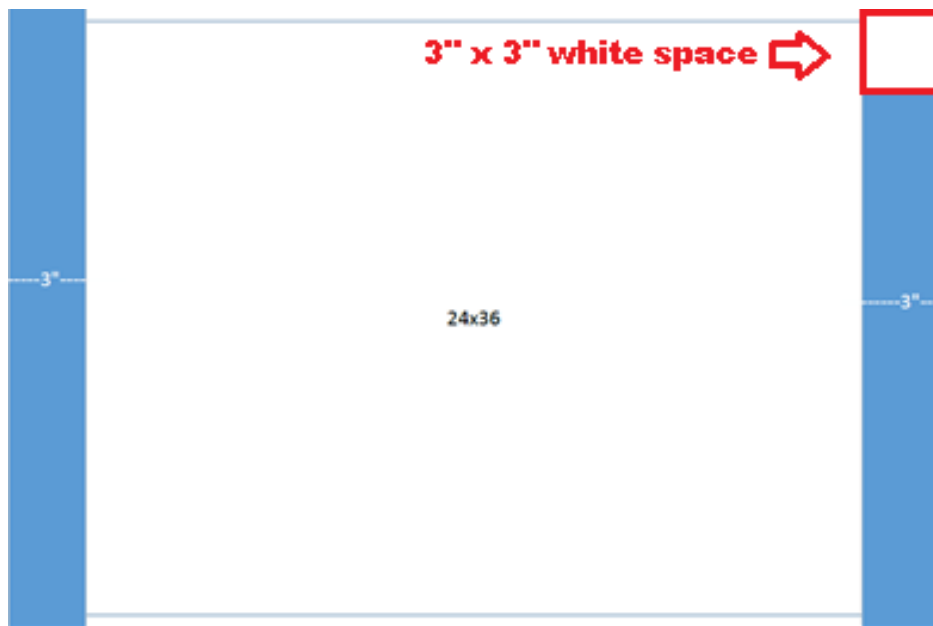 3" x 3" white space
-----3"----
24x36
-----3"--